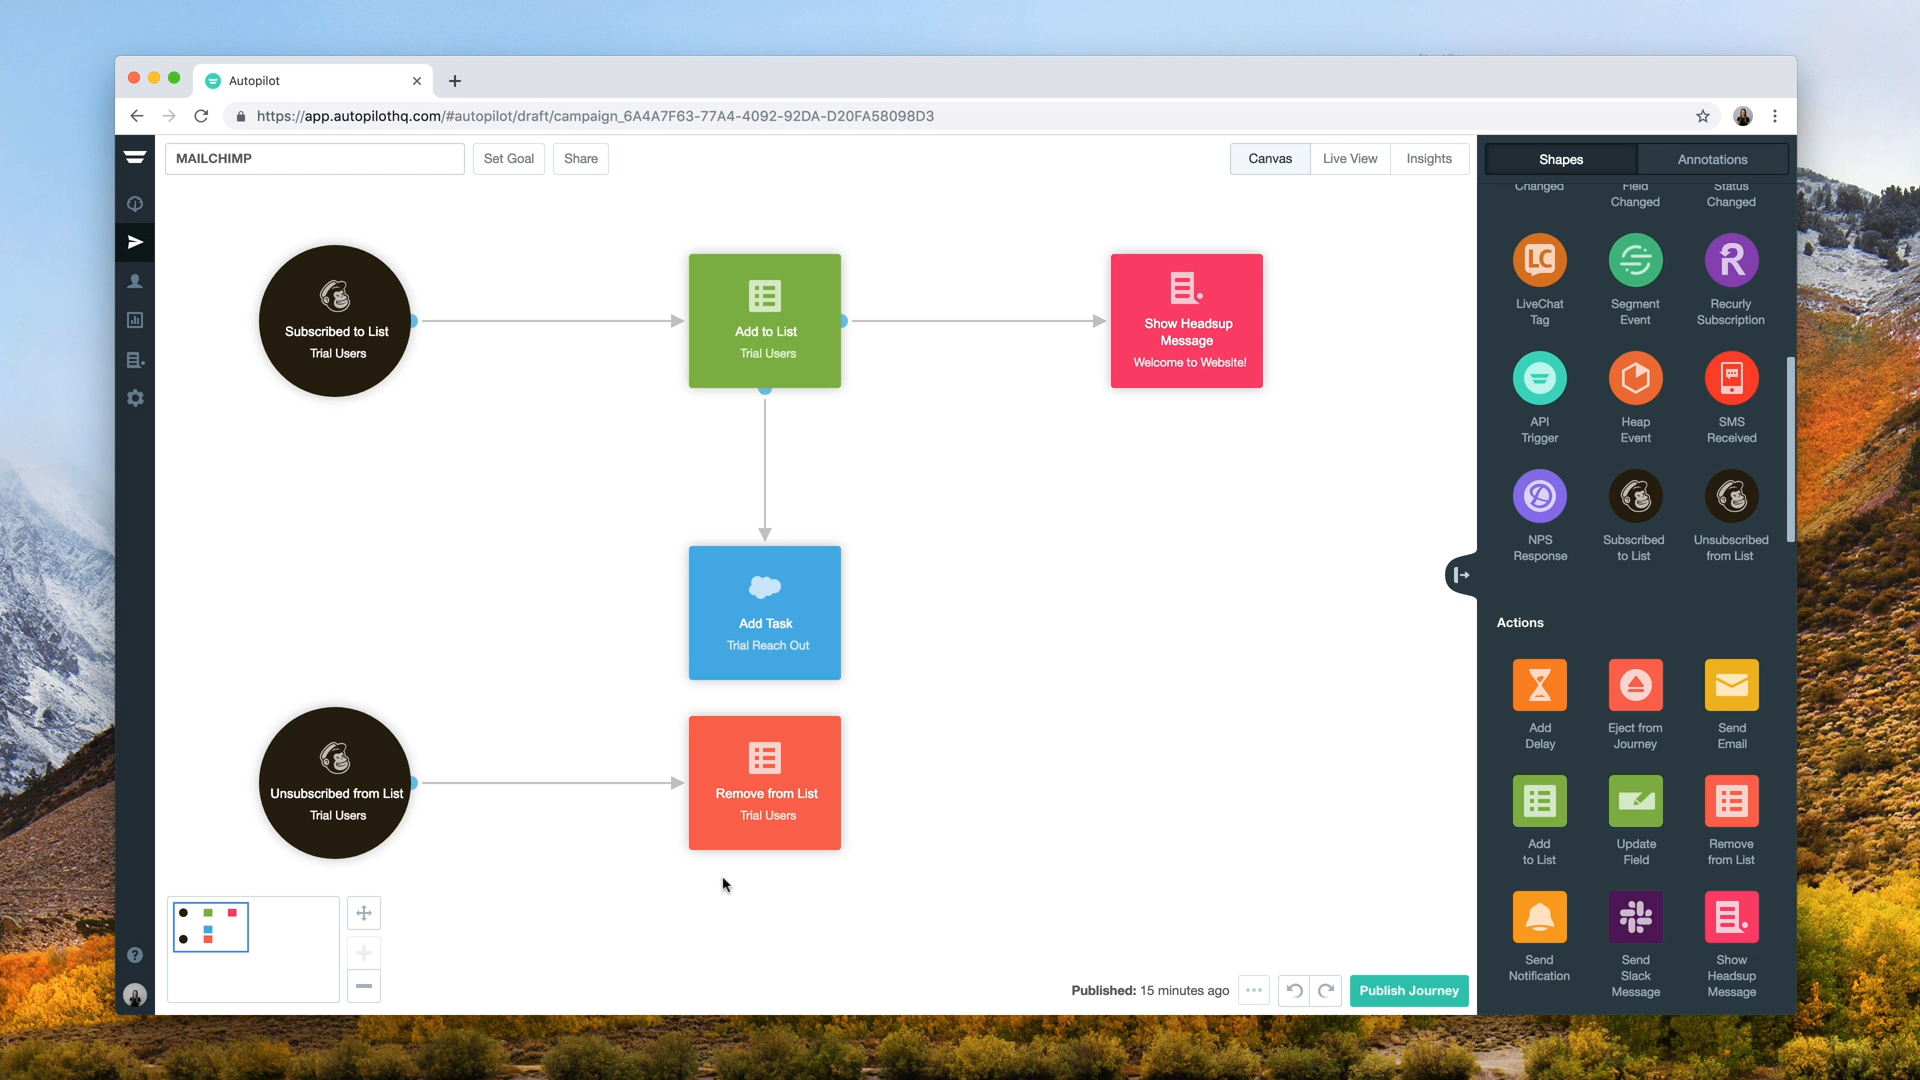 Autopilot
https://app.autopilothq.com/#autopilot/draft/campaign_6A4A7F63-77A4-4092-92DA-D20FA58098D3
MAILCHIMP
Set Goal
Share
Canvas
Live View
Insights
Shapes
Annotations
Changed
Field
Changed
Status
Changed
LC
LiveChat
Tag
Segment
Event
R
Recurly
Subscription
API
Trigger
Heap
Event
SMS
Received
NPS
Response
Subscribed
to List
Unsubscribed
from List
Actions
Add
Delay
Eject from
Journey
Send
Email
Add
to List
Update
Field
Remove
from List
Send
Notification
Send
Slack
Message
Show
Headsup
Message
Subscribed to List
Trial Users
Add to List
Trial Users
Show Headsup
Message
Welcome to Website!
Add Task
Trial Reach Out
Unsubscribed from List
Trial Users
Remove from List
Trial Users
?
Published: 15 minutes ago
Publish Journey